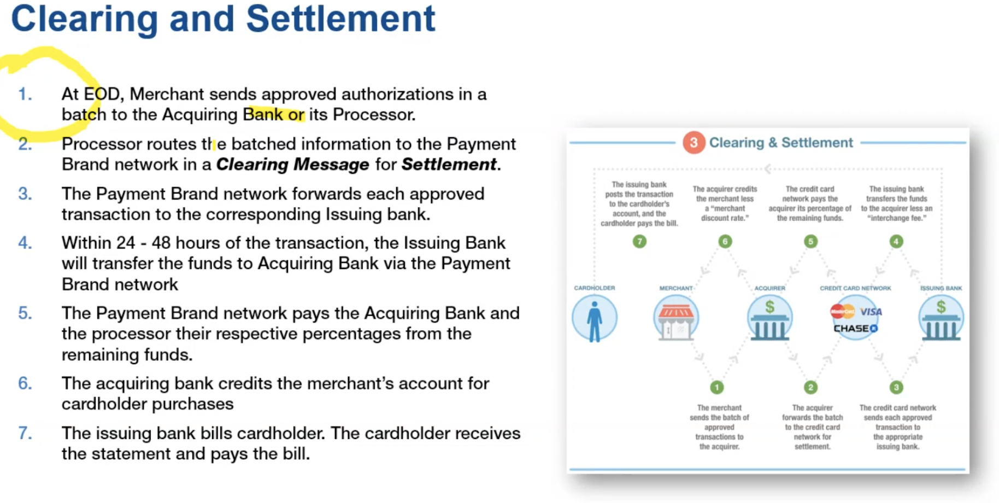 Clearing and Settlement
1. At EOD, Merchant sends approved authorizations in a
batch to the Acquiring Bank or its Processor.
2. Processor routes the batched information to the Payment
Brand network in a Clearing Message for Settlement.
3. The Payment Brand network forwards each approved
transaction to the corresponding Issuing bank.
4. Within 24 - 48 hours of the transaction, the Issuing Bank
will transfer the funds to Acquiring Bank via the Payment
Brand network
5. The Payment Brand network pays the Acquiring Bank and
the processor their respective percentages from the
remaining funds.
6. The acquiring bank credits the merchant’s account for
cardholder purchases
7. The issuing bank bills cardholder. The cardholder receives
the statement and pays the bill.
3 Clearing & Settlement
The issuing bank
posts the transaction
to the cardholder’s
account, and the
cardholder pays the bill.
7
The acquirer credits
the merchant less
a “merchant
discount rate.”
6
The credit card
network pays the
acquirer its percentage of
the remaining funds.
5
The issuing bank
transfers the funds
to the acquirer less an
“interchange fee.”
4
CARDHOLDER
MERCHANT
ACQUIRER
CREDIT CARD NETWORK
ISSUING BANK
$
MasterCard VISA
CHASE
$
1
The merchant
sends the batch of
approved
transactions to
the acquirer.
2
The acquirer
forwards the batch
to the credit card
network for
settlement.
3
The credit card network
sends each approved
transaction to
the appropriate
issuing bank.